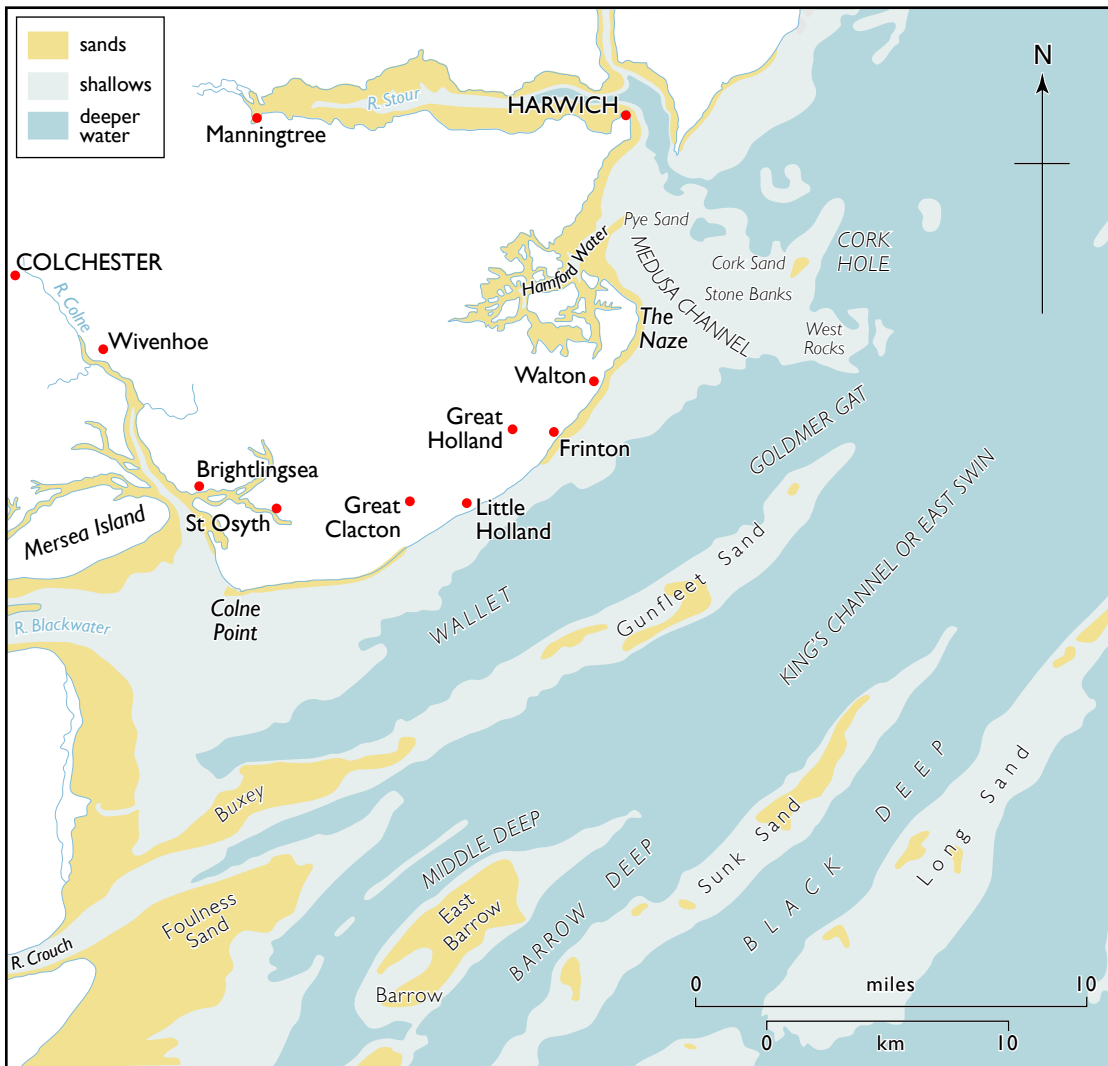 sands
shallows
deeper
water
N
R. Stour
HARWICH
Manningtree
Pye Sand
Hamford Water
MEDUSA CHANNEL
Cork Sand
CORK
HOLE
Stone Banks
COLCHESTER
R. Colne
Wivenhoe
The
Naze
West
Rocks
Walton
Great
Holland
Frinton
GOLDMER GAT
Brightlingsea
St Osyth
Great
Clacton
Little
Holland
Mersea Island
KING'S CHANNEL OR EAST SWIN
Colne
Point
WALLET
Gunfleet Sand
R. Blackwater
Buxey
MIDDLE DEEP
BARROW DEEP
Sunk Sand
BLACK DEEP
Long Sand
Foulness
Sand
East
Barrow
R. Crouch
Barrow
0 miles 10
0 km 10